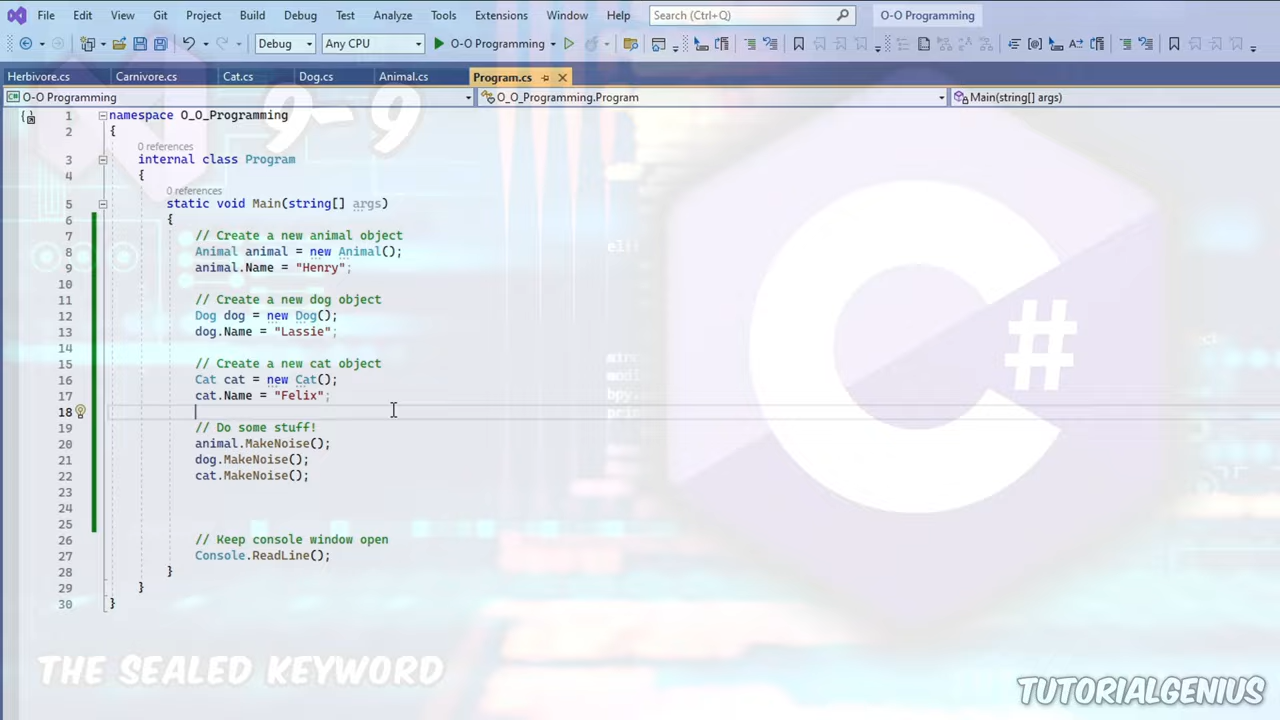 File Edit View Git Project Build Debug Test Analyze Tools Extensions Window Help Search (Ctrl+Q) O-O Programming
Debug Any CPU O-O Programming
Herbivore.cs Carnivore.cs Cat.cs Dog.cs Animal.cs Program.cs
O-O Programming O_O_Programming.Program Main(string[] args)
9-9
1 namespace O_O_Programming
2 {
0 references
3 internal class Program
4 {
0 references
5 static void Main(string[] args)
6 {
7 // Create a new animal object
8 Animal animal = new Animal();
9 animal.Name = "Henry";
10
11 // Create a new dog object
12 Dog dog = new Dog();
13 dog.Name = "Lassie";
14
15 // Create a new cat object
16 Cat cat = new Cat();
17 cat.Name = "Felix";
18
19 // Do some stuff!
20 animal.MakeNoise();
21 dog.MakeNoise();
22 cat.MakeNoise();
23
24
25
26 // Keep console window open
27 Console.ReadLine();
28 }
29 }
30 }
C#
THE SEALED KEYWORD
TUTORIALGENIUS